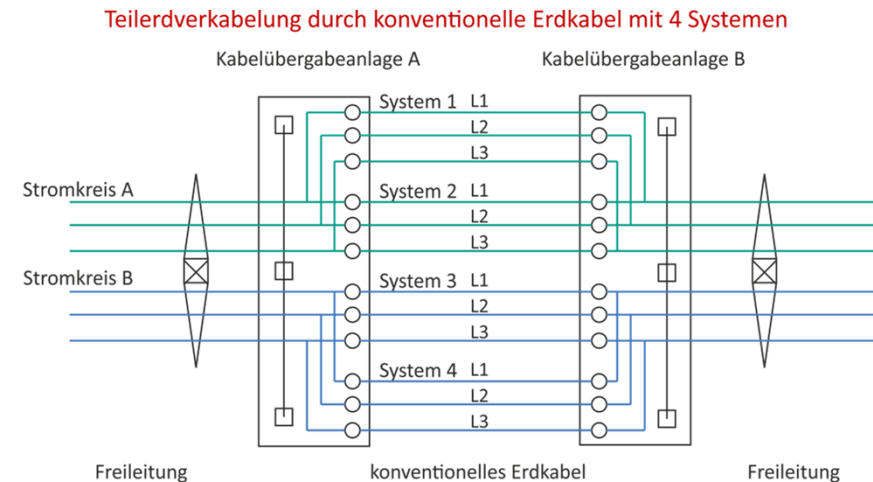 Teilerdverkabelung durch konventionelle Erdkabel mit 4 Systemen
Kabelübergabeanlage A
Kabelübergabeanlage B
System 1 L1
L2
L3
Stromkreis A
System 2 L1
L2
L3
Stromkreis B
System 3 L1
L2
L3
System 4 L1
L2
L3
Freileitung
konventionelles Erdkabel
Freileitung